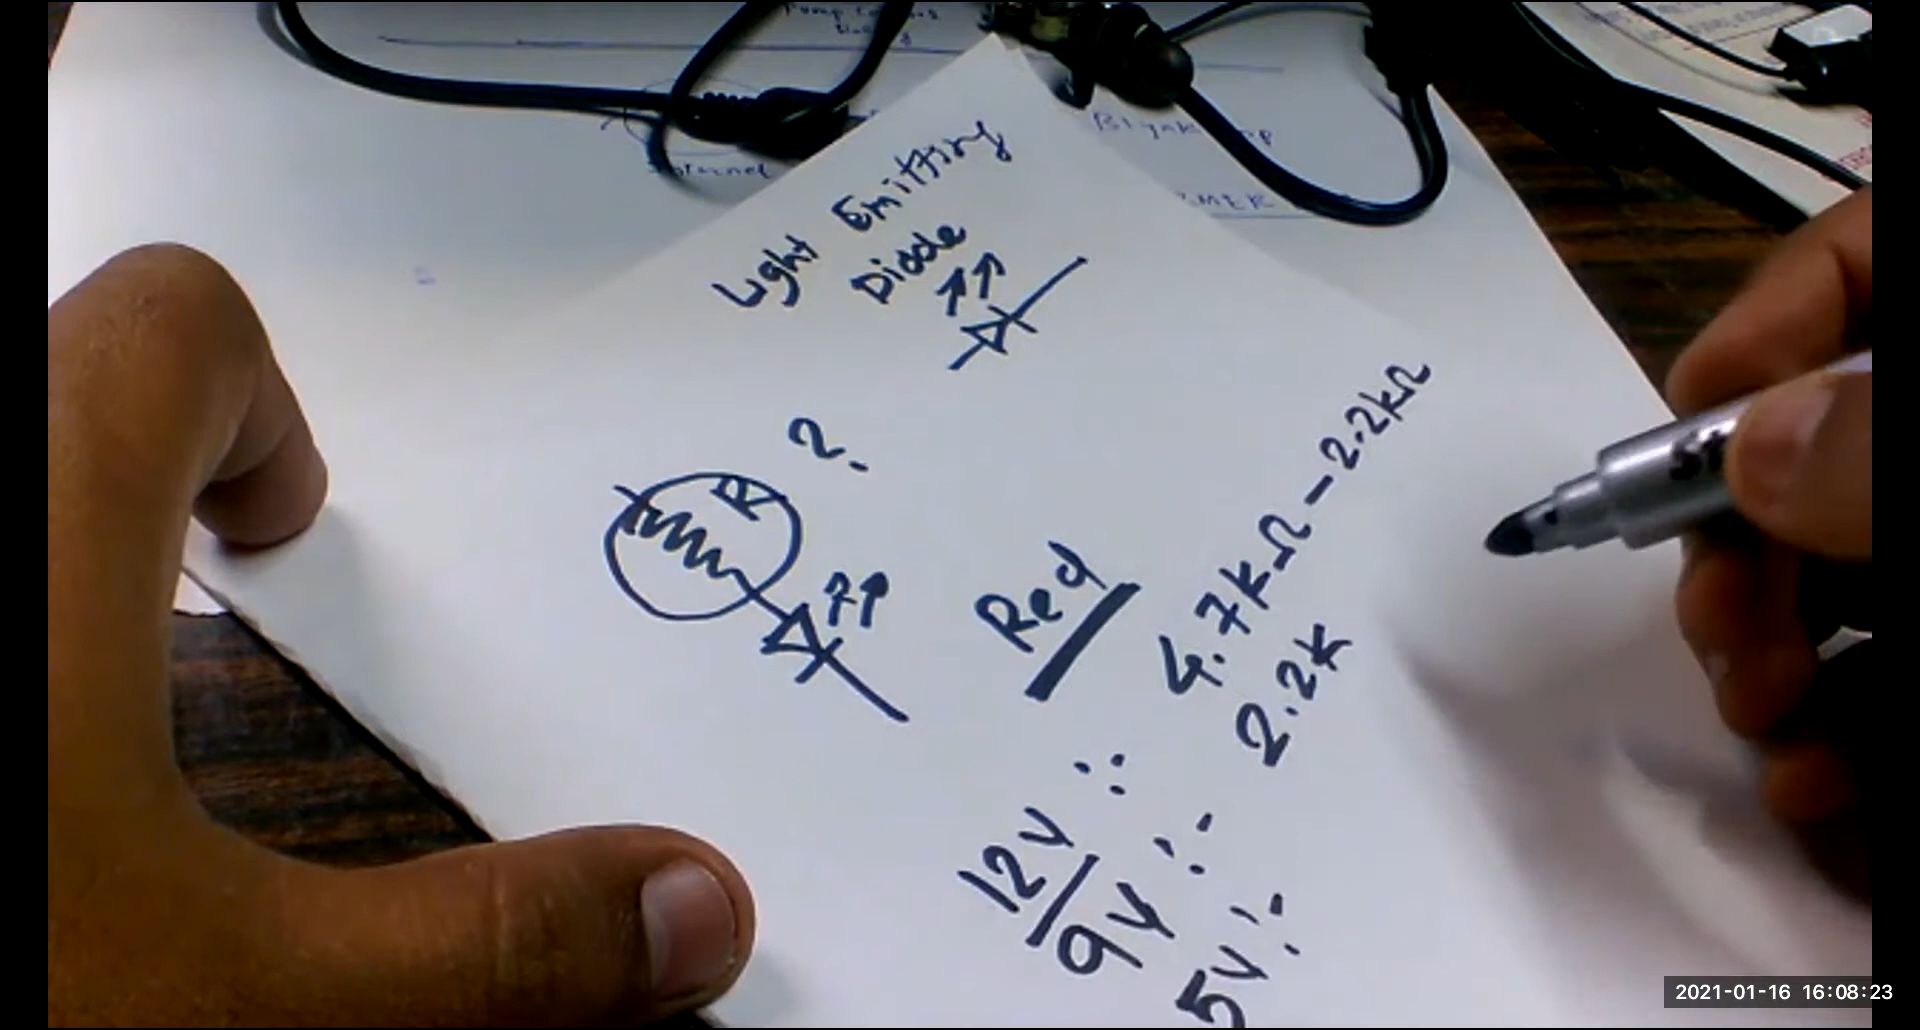 Light Emitting
Diode
?
R
Red
12V : 4.7kΩ - 2.2kΩ
9V : 2.2k
5V :
2021-01-16 16:08:23